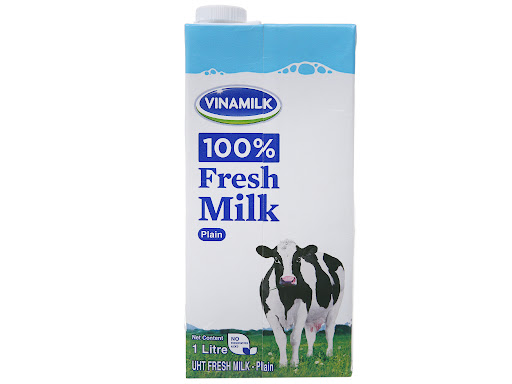 VINAMILK
100%
Fresh
Milk
Plain
Net Content
1 Litre
NO
UHT FRESH MILK - Plain